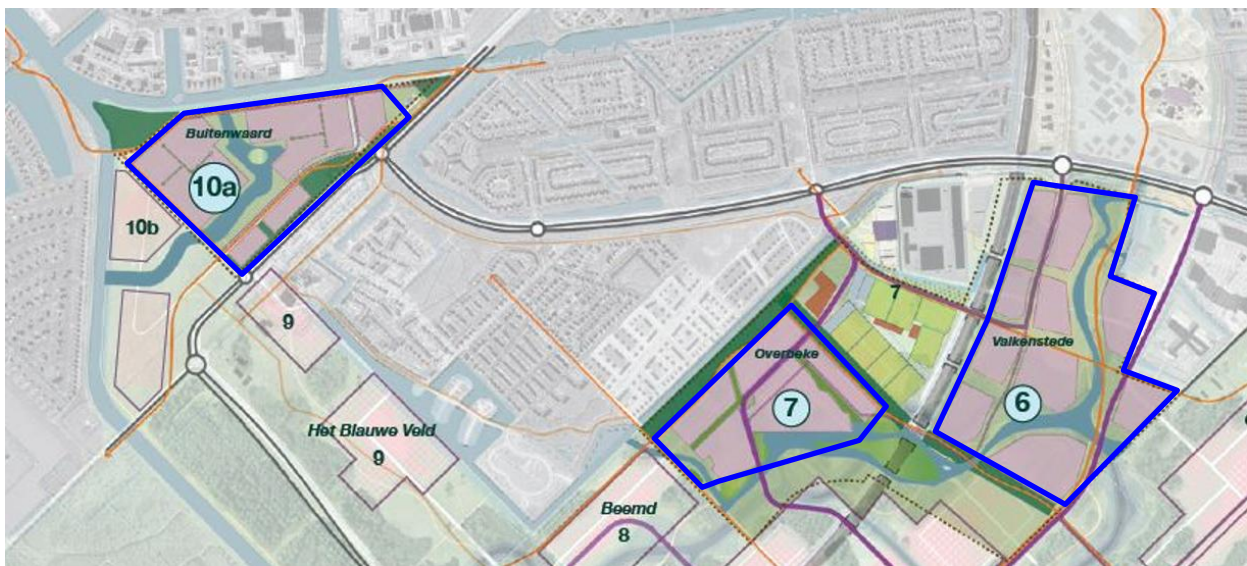 Buitenwaard
10a
10b
9
Het Blauwe Veld
9
7
Overbeke
7
Valkenstede
6
Beemd
8